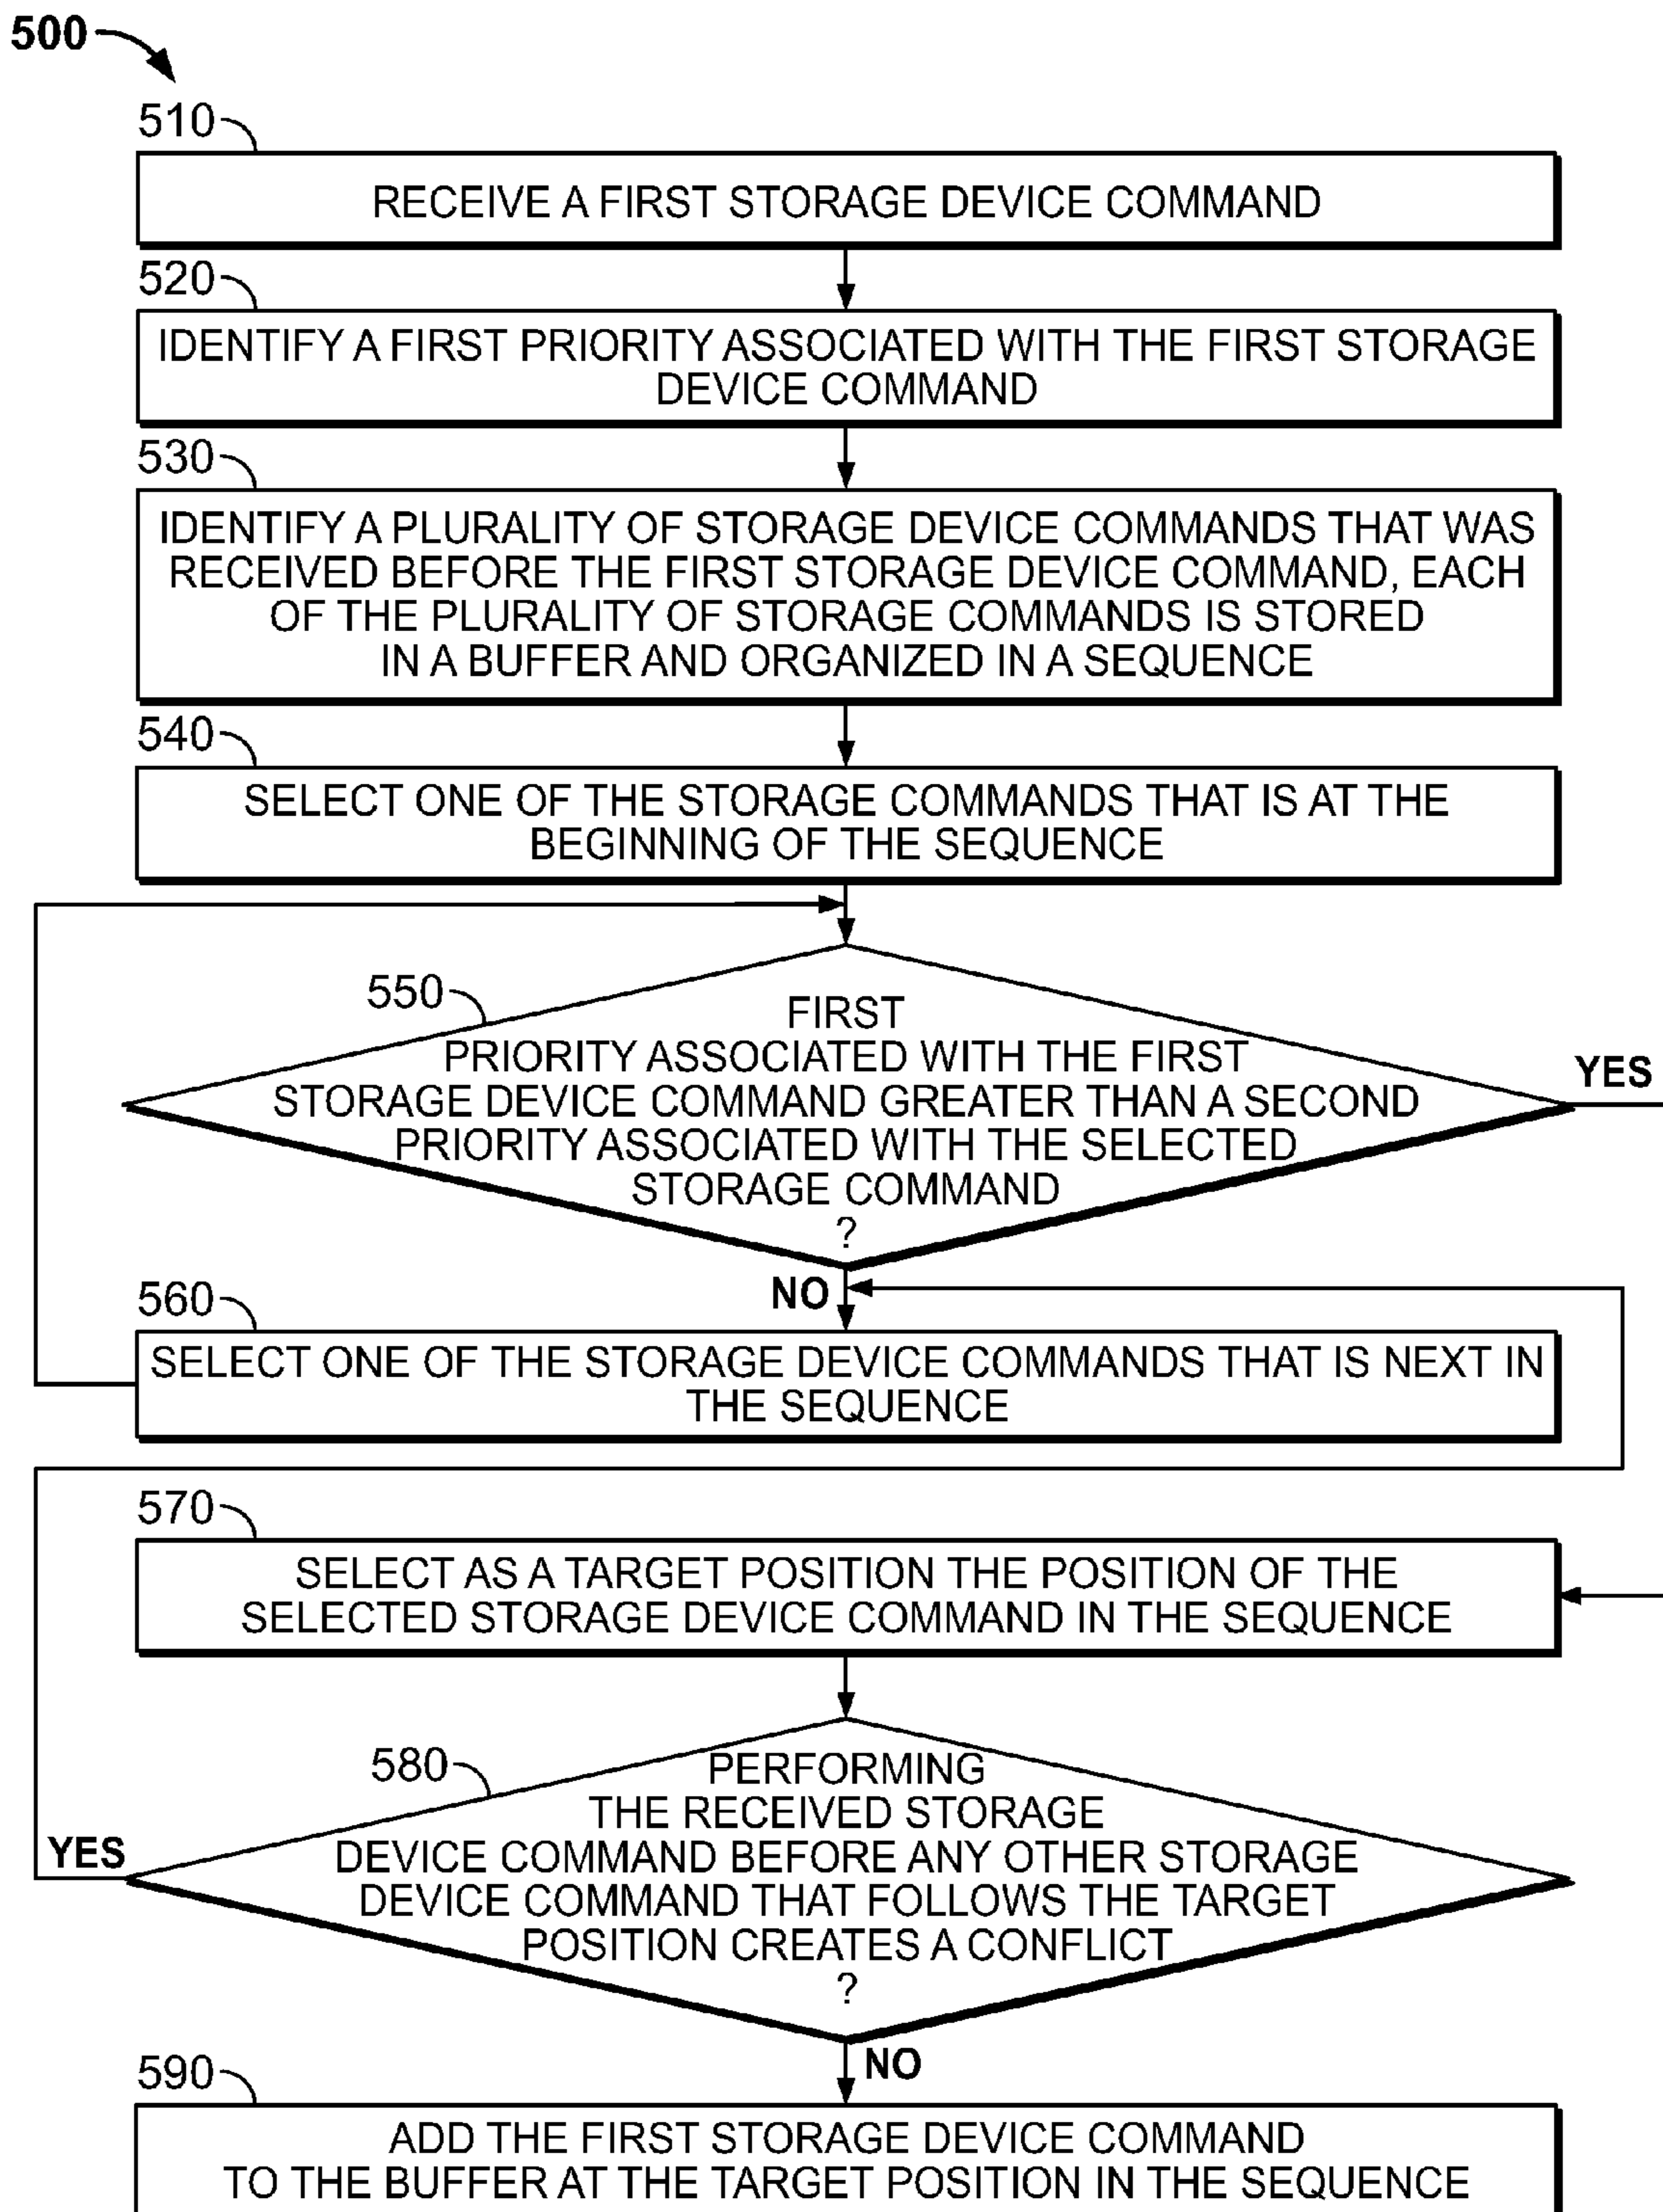 500
510
RECEIVE A FIRST STORAGE DEVICE COMMAND
520
IDENTIFY A FIRST PRIORITY ASSOCIATED WITH THE FIRST STORAGE
DEVICE COMMAND
530
IDENTIFY A PLURALITY OF STORAGE DEVICE COMMANDS THAT WAS
RECEIVED BEFORE THE FIRST STORAGE DEVICE COMMAND, EACH
OF THE PLURALITY OF STORAGE COMMANDS IS STORED
IN A BUFFER AND ORGANIZED IN A SEQUENCE
540
SELECT ONE OF THE STORAGE COMMANDS THAT IS AT THE
BEGINNING OF THE SEQUENCE
550
FIRST
PRIORITY ASSOCIATED WITH THE FIRST
STORAGE DEVICE COMMAND GREATER THAN A SECOND
PRIORITY ASSOCIATED WITH THE SELECTED
STORAGE COMMAND
?
YES
NO
560
SELECT ONE OF THE STORAGE DEVICE COMMANDS THAT IS NEXT IN
THE SEQUENCE
570
SELECT AS A TARGET POSITION THE POSITION OF THE
SELECTED STORAGE DEVICE COMMAND IN THE SEQUENCE
580
PERFORMING
THE RECEIVED STORAGE
DEVICE COMMAND BEFORE ANY OTHER STORAGE
DEVICE COMMAND THAT FOLLOWS THE TARGET
POSITION CREATES A CONFLICT
?
YES
NO
590
ADD THE FIRST STORAGE DEVICE COMMAND
TO THE BUFFER AT THE TARGET POSITION IN THE SEQUENCE